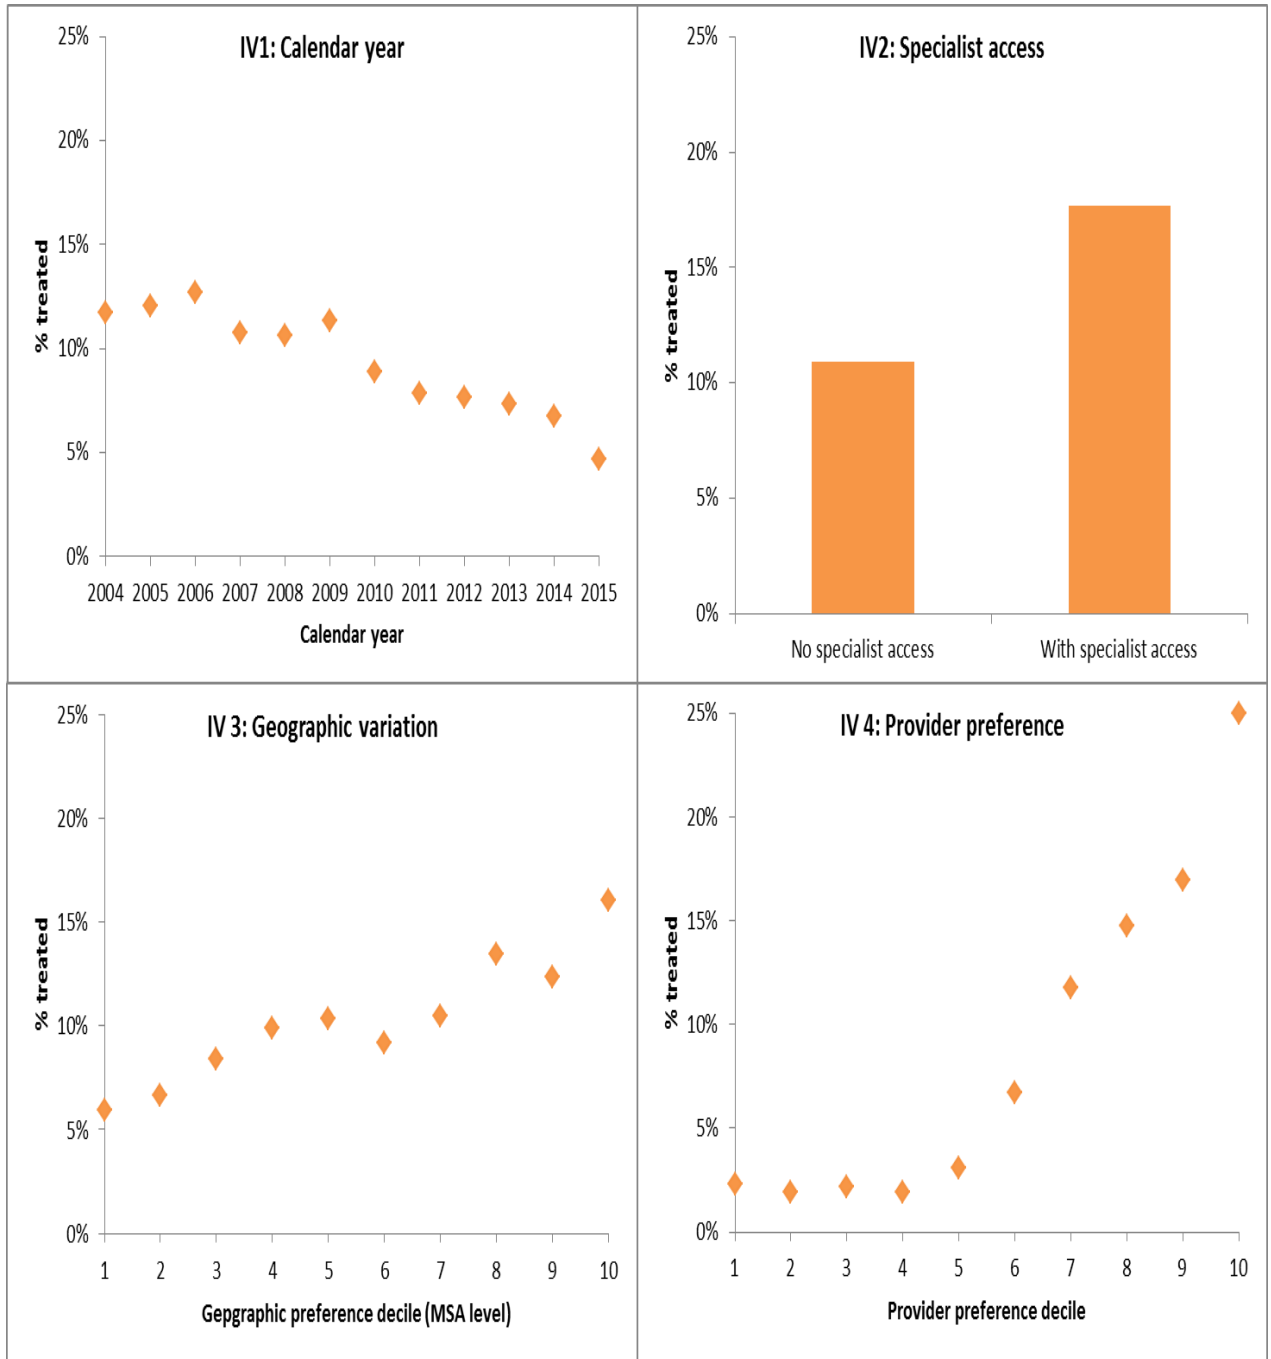 IV1: Calendar year
25%
20%
15%
10%
5%
0%
% treated
2004 2005 2006 2007 2008 2009 2010 2011 2012 2013 2014 2015
Calendar year
IV2: Specialist access
25%
20%
15%
10%
5%
0%
% treated
No specialist access With specialist access
IV 3: Geographic variation
25%
20%
15%
10%
5%
0%
% treated
1 2 3 4 5 6 7 8 9 10
Gepgraphic preference decile (MSA level)
IV 4: Provider preference
25%
20%
15%
10%
5%
0%
% treated
1 2 3 4 5 6 7 8 9 10
Provider preference decile